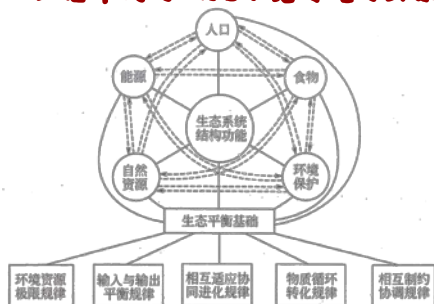 人口
能源
食物
生态系统
结构功能
自然
资源
环境
保护
生态平衡基础
环境资源
极限规律
输入与输出
平衡规律
相互适应协
同进化规律
物质循环
转化规律
相互制约
协调规律